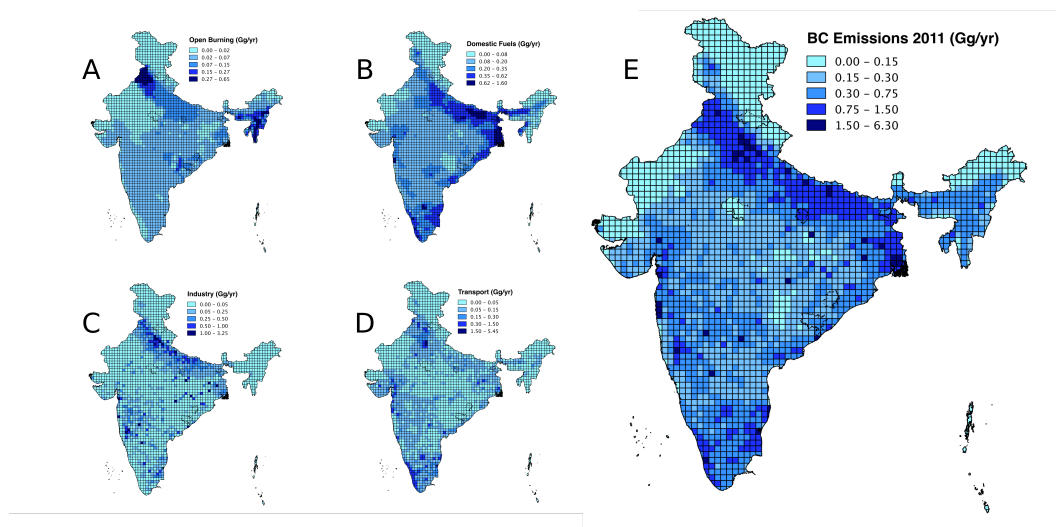 A
Open Burning (Gg/yr)
0.00 – 0.02
0.02 – 0.07
0.07 – 0.15
0.15 – 0.27
0.27 – 0.65
B
Domestic Fuels (Gg/yr)
0.00 – 0.08
0.08 – 0.20
0.20 – 0.35
0.35 – 0.62
0.62 – 1.60
C
Industry (Gg/yr)
0.00 – 0.05
0.05 – 0.25
0.25 – 0.50
0.50 – 1.00
1.00 – 3.25
D
Transport (Gg/yr)
0.00 – 0.05
0.05 – 0.15
0.15 – 0.30
0.30 – 1.50
1.50 – 5.45
E
BC Emissions 2011 (Gg/yr)
0.00 – 0.15
0.15 – 0.30
0.30 – 0.75
0.75 – 1.50
1.50 – 6.30